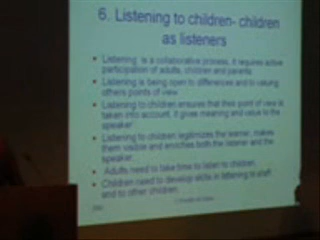 6. Listening to children- children
as listeners
Listening is a collaborative process, it requires active
participation of adults, children and parents.
Listening is being open to differences and to valuing
others points of view
Listening to children ensures that their point of view is
taken into account, it gives meaning and value to the
speaker
Listening to children legitimizes the learner, makes
them visible and enriches both the listener and the
speaker.
Adults need to take time to listen to children,
Children need to develop skills in listening to staff
and to other children.